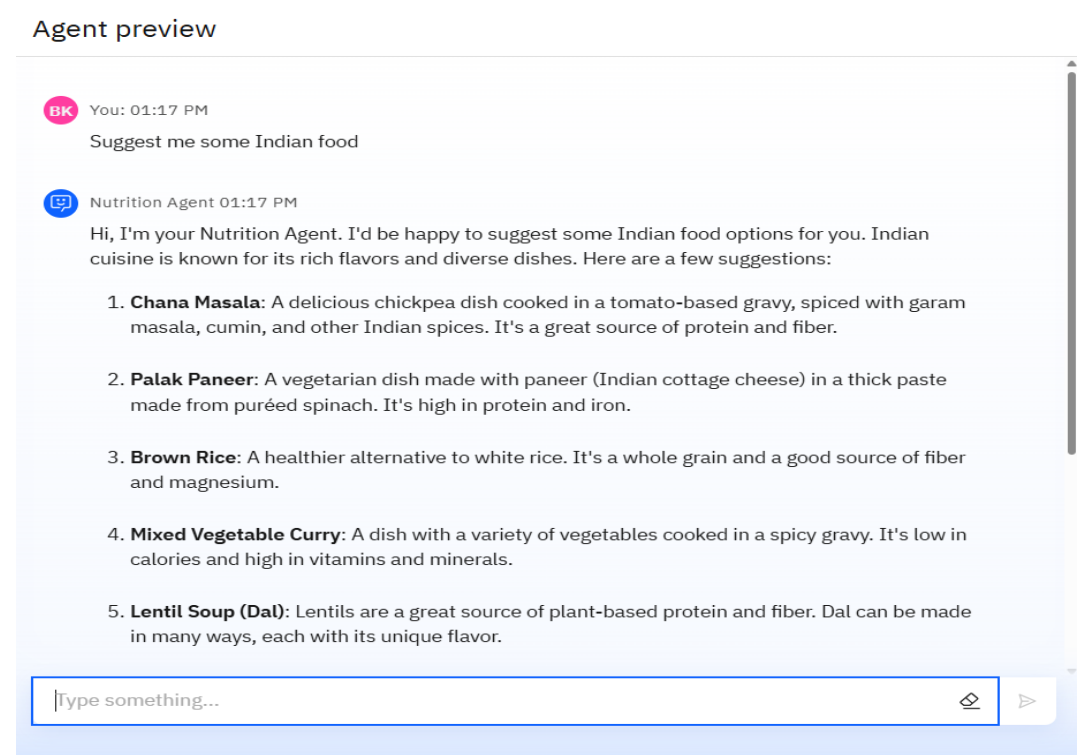 Agent preview
BK
You: 01:17 PM
Suggest me some Indian food
Nutrition Agent 01:17 PM
Hi, I'm your Nutrition Agent. I'd be happy to suggest some Indian food options for you. Indian
cuisine is known for its rich flavors and diverse dishes. Here are a few suggestions:
1. Chana Masala: A delicious chickpea dish cooked in a tomato-based gravy, spiced with garam
masala, cumin, and other Indian spices. It's a great source of protein and fiber.
2. Palak Paneer: A vegetarian dish made with paneer (Indian cottage cheese) in a thick paste
made from puréed spinach. It's high in protein and iron.
3. Brown Rice: A healthier alternative to white rice. It's a whole grain and a good source of fiber
and magnesium.
4. Mixed Vegetable Curry: A dish with a variety of vegetables cooked in a spicy gravy. It's low in
calories and high in vitamins and minerals.
5. Lentil Soup (Dal): Lentils are a great source of plant-based protein and fiber. Dal can be made
in many ways, each with its unique flavor.
Type something...